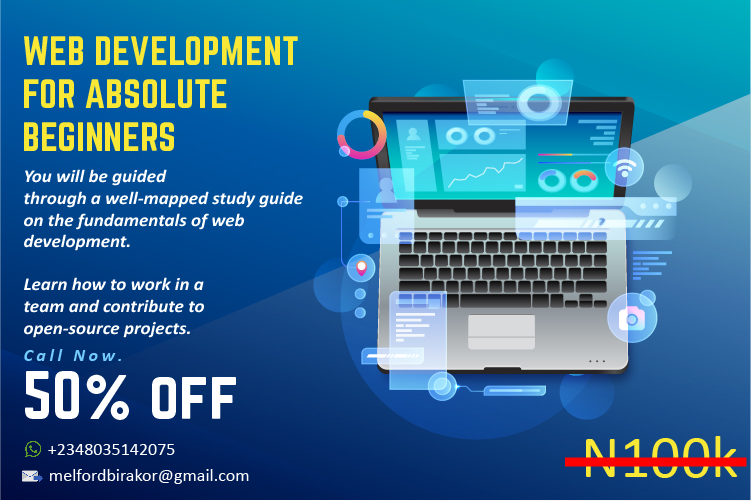 WEB DEVELOPMENT
FOR ABSOLUTE
BEGINNERS
You will be guided
through a well-mapped study guide
on the fundamentals of web
development.
Learn how to work in a
team and contribute to
open-source projects.
Call Now.
50% OFF
+2348035142075
melfordbirakor@gmail.com
N100k